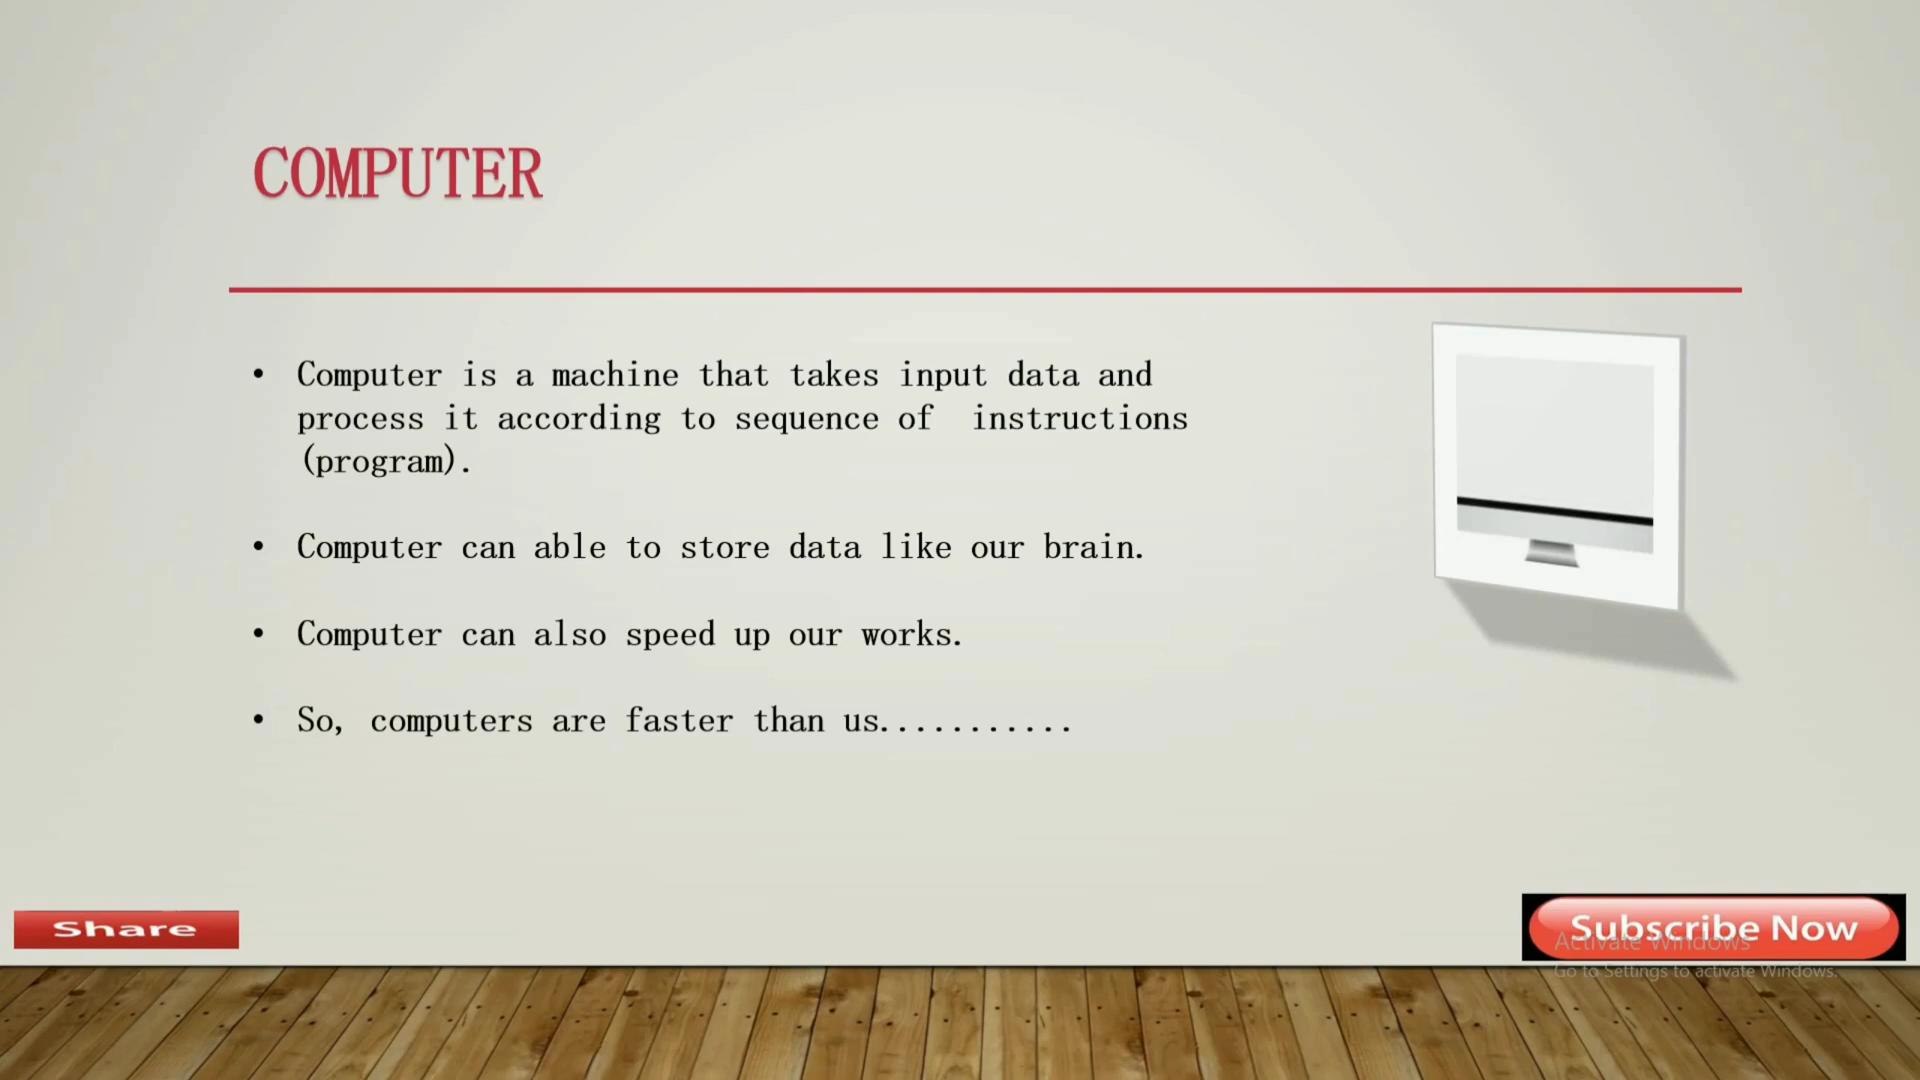 COMPUTER
• Computer is a machine that takes input data and
process it according to sequence of  instructions
(program).
• Computer can able to store data like our brain.
• Computer can also speed up our works.
• So, computers are faster than us...........
Share
Subscribe Now
Activate Windows
Go to Settings to activate Windows.